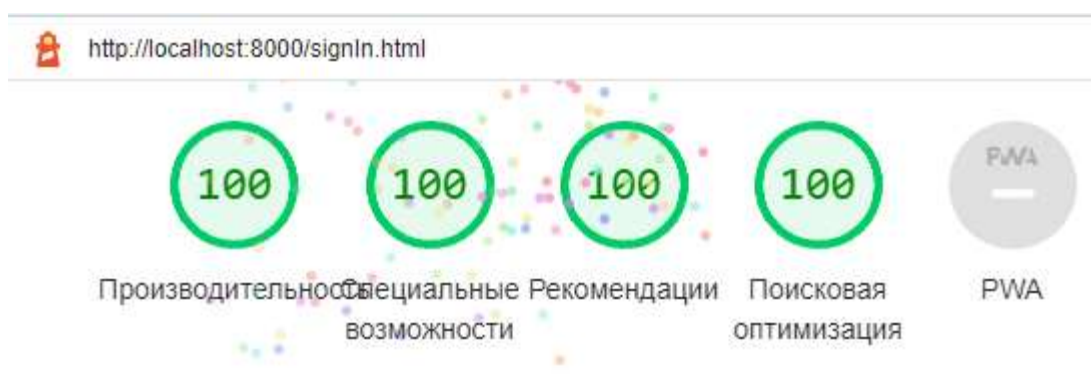 http://localhost:8000/signIn.html
100 100 100 100 PWA
Производительность Специальные Рекомендации Поисковая PWA
возможности оптимизация